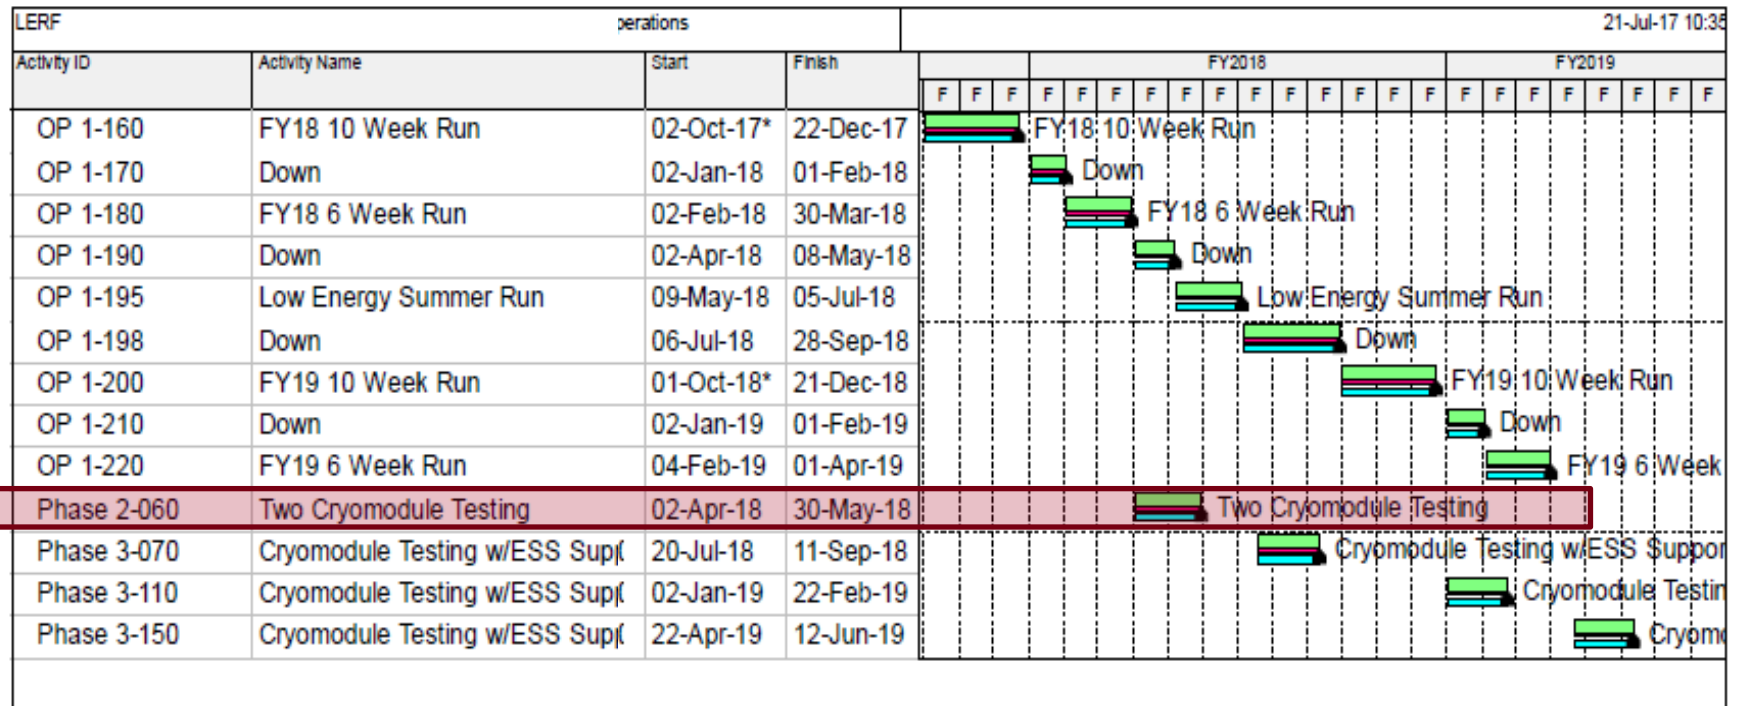 LERF perations 21-Jul-17 10:35
Activity ID Activity Name Start Finish FY2018 FY2019
F F F F F F F F F F F F F F F F F F F F F F F
OP 1-160 FY18 10 Week Run 02-Oct-17* 22-Dec-17 FY18 10 Week Run
OP 1-170 Down 02-Jan-18 01-Feb-18 Down
OP 1-180 FY18 6 Week Run 02-Feb-18 30-Mar-18 FY18 6 Week Run
OP 1-190 Down 02-Apr-18 08-May-18 Down
OP 1-195 Low Energy Summer Run 09-May-18 05-Jul-18 Low Energy Summer Run
OP 1-198 Down 06-Jul-18 28-Sep-18 Down
OP 1-200 FY19 10 Week Run 01-Oct-18* 21-Dec-18 FY19 10 Week Run
OP 1-210 Down 02-Jan-19 01-Feb-19 Down
OP 1-220 FY19 6 Week Run 04-Feb-19 01-Apr-19 FY19 6 Week
Phase 2-060 Two Cryomodule Testing 02-Apr-18 30-May-18 Two Cryomodule Testing
Phase 3-070 Cryomodule Testing w/ESS Supp 20-Jul-18 11-Sep-18 Cryomodule Testing w/ESS Suppor
Phase 3-110 Cryomodule Testing w/ESS Supp 02-Jan-19 22-Feb-19 Cryomodule Testin
Phase 3-150 Cryomodule Testing w/ESS Supp 22-Apr-19 12-Jun-19 Cryomo